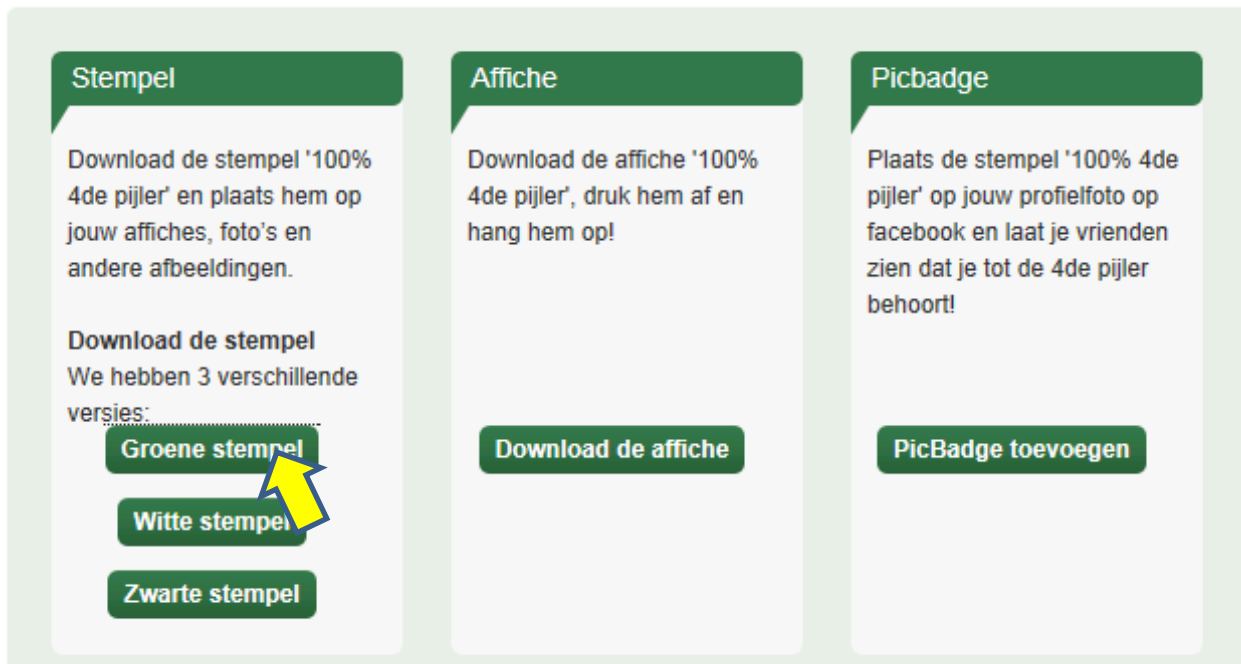 Stempel
Download de stempel '100%
4de pijler' en plaats hem op
jouw affiches, foto's en
andere afbeeldingen.
Download de stempel
We hebben 3 verschillende
versies:
Groene stempel
Witte stempel
Zwarte stempel
Affiche
Download de affiche '100%
4de pijler', druk hem af en
hang hem op!
Download de affiche
Picbadge
Plaats de stempel '100% 4de
pijler' op jouw profielfoto op
facebook en laat je vrienden
zien dat je tot de 4de pijler
behoort!
PicBadge toevoegen